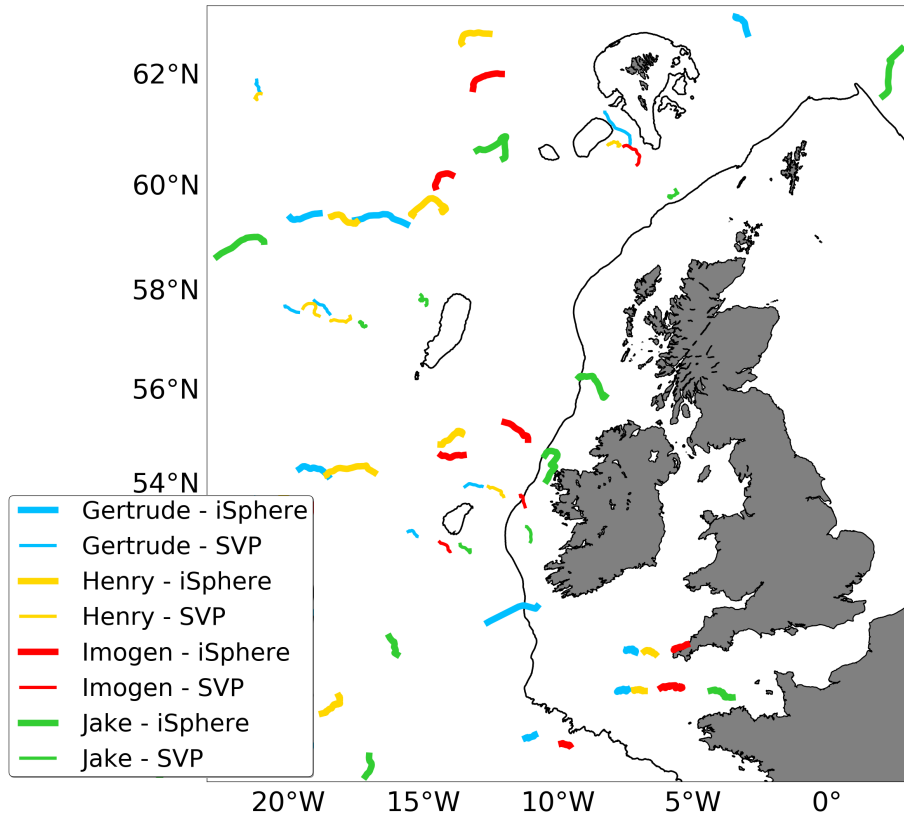 62°N
60°N
58°N
56°N
54°N
Gertrude - iSphere
Gertrude - SVP
Henry - iSphere
Henry - SVP
Imogen - iSphere
Imogen - SVP
Jake - iSphere
Jake - SVP
20°W 15°W 10°W 5°W 0°